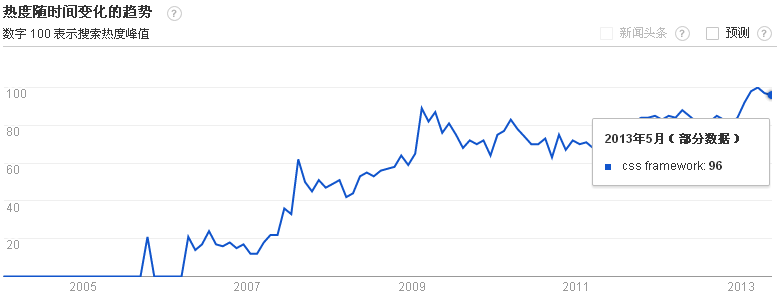 热度随时间变化的趋势 ?
数字 100 表示搜索热度峰值
新闻头条 ? 预测 ?
100
80
60
40
20
2013年5月 ( 部分数据 )
css framework: 96
2005 2007 2009 2011 2013